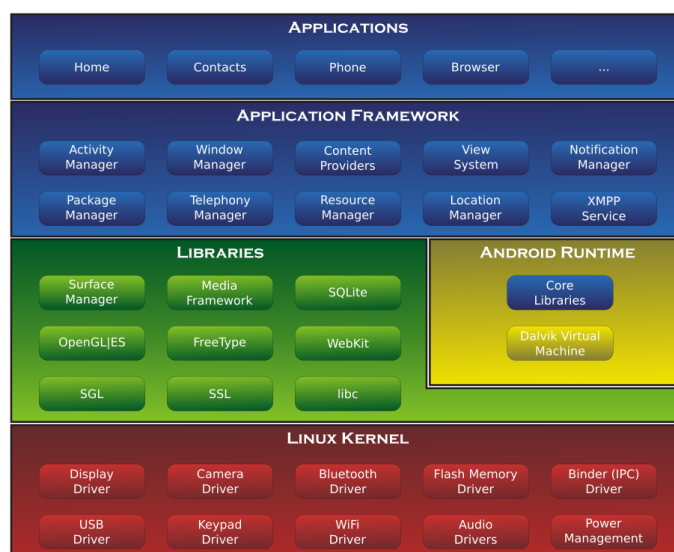 APPLICATIONS
Home
Contacts
Phone
Browser
...
APPLICATION FRAMEWORK
Activity
Manager
Window
Manager
Content
Providers
View
System
Notification
Manager
Package
Manager
Telephony
Manager
Resource
Manager
Location
Manager
XMPP
Service
LIBRARIES
Surface
Manager
Media
Framework
SQLite
OpenGL|ES
FreeType
WebKit
SGL
SSL
libc
ANDROID RUNTIME
Core
Libraries
Dalvik Virtual
Machine
LINUX KERNEL
Display
Driver
Camera
Driver
Bluetooth
Driver
Flash Memory
Driver
Binder (IPC)
Driver
USB
Driver
Keypad
Driver
WiFi
Driver
Audio
Drivers
Power
Management